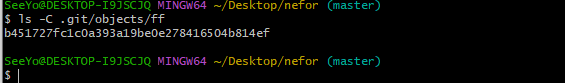 SeeYo@DESKTOP-I9JSCJQ MINGW64 ~/Desktop/nefor (master)
$ ls -C .git/objects/ff
b451727fc1c0a393a19be0e278416504b814ef

SeeYo@DESKTOP-I9JSCJQ MINGW64 ~/Desktop/nefor (master)
$